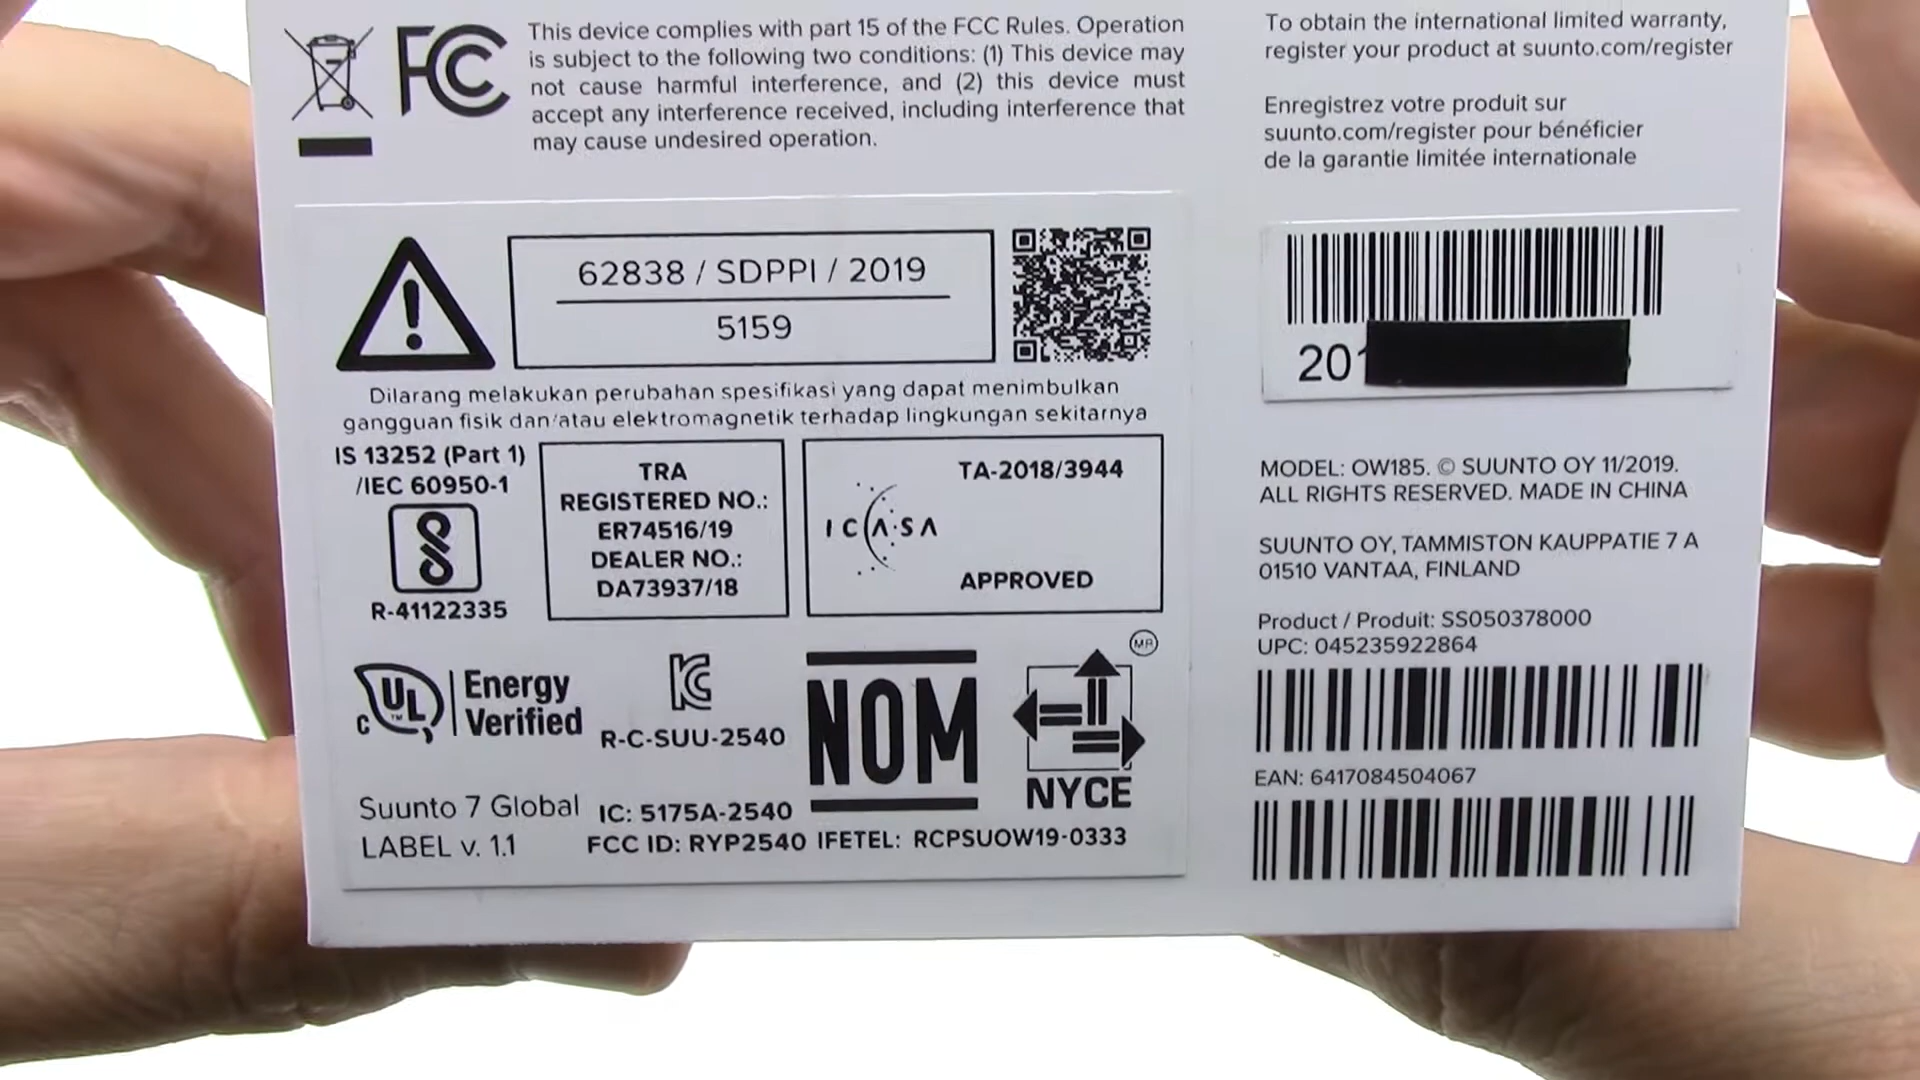 FC
This device complies with part 15 of the FCC Rules. Operation
is subject to the following two conditions: (1) This device may
not cause harmful interference, and (2) this device must
accept any interference received, including interference that
may cause undesired operation.
To obtain the international limited warranty,
register your product at suunto.com/register
Enregistrez votre produit sur
suunto.com/register pour bénéficier
de la garantie limitée internationale
62838 / SDPPI / 2019
5159
Dilarang melakukan perubahan spesifikasi yang dapat menimbulkan
gangguan fisik dan/atau elektromagnetik terhadap lingkungan sekitarnya
IS 13252 (Part 1)
/IEC 60950-1
R-41122335
TRA
REGISTERED NO.:
ER74516/19
DEALER NO.:
DA73937/18
TA-2018/3944
ICASA
APPROVED
C UL ™ Energy
Verified
KC
R-C-SUU-2540
NOM
MR
NYCE
Suunto 7 Global
LABEL v. 1.1
IC: 5175A-2540
FCC ID: RYP2540 IFETEL: RCPSUOW19-0333
20
MODEL: OW185. © SUUNTO OY 11/2019.
ALL RIGHTS RESERVED. MADE IN CHINA
SUUNTO OY, TAMMISTON KAUPPATIE 7 A
01510 VANTAA, FINLAND
Product / Produit: SS050378000
UPC: 045235922864
EAN: 6417084504067